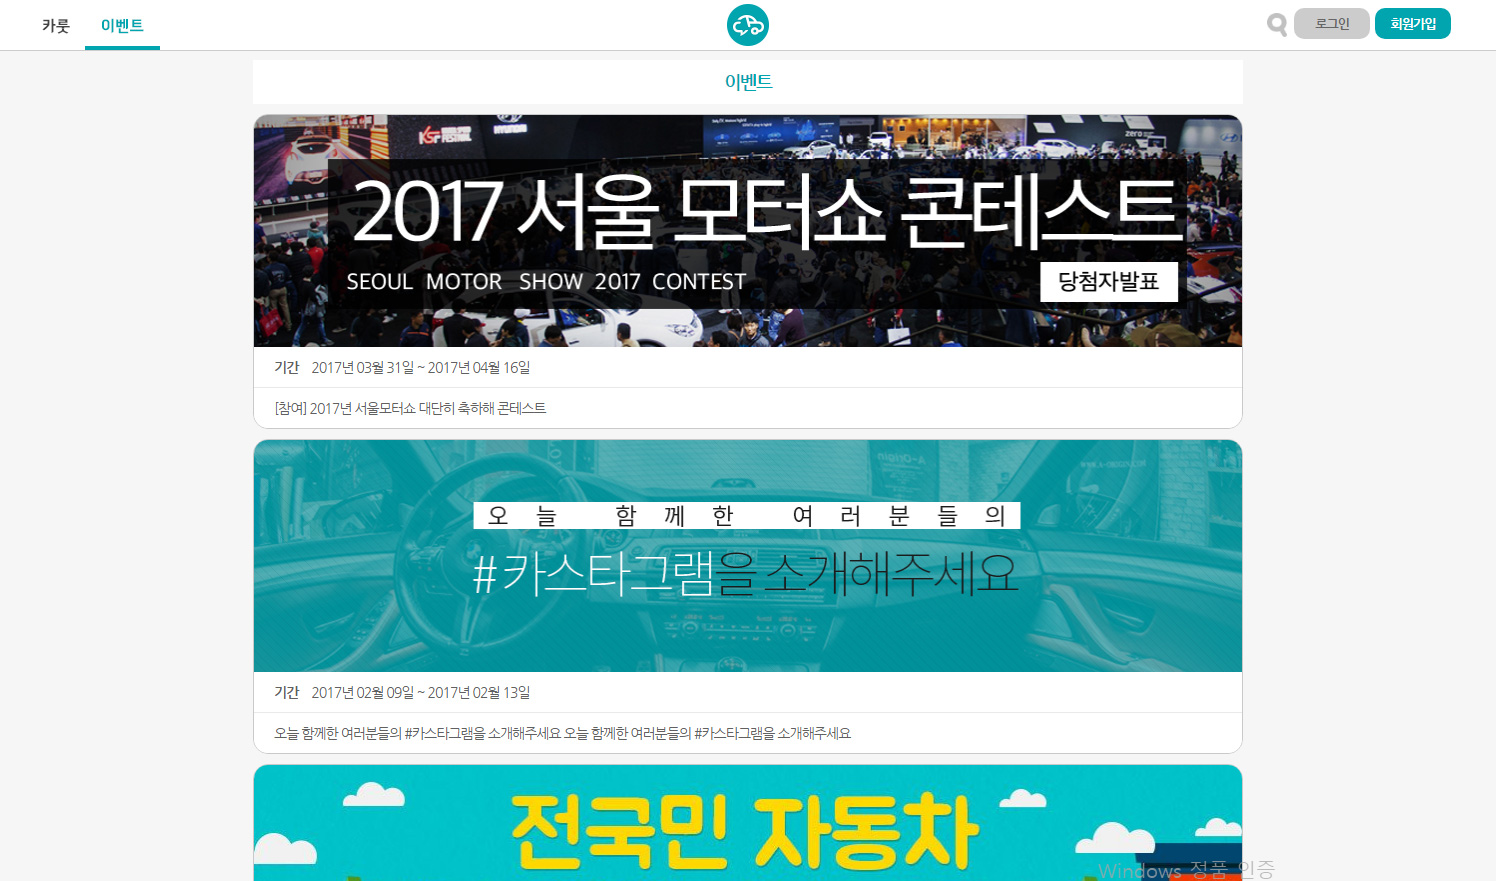 카룻 이벤트 로그인 회원가입
이벤트
KSF KOREA SPEED FESTIVAL HYUNDAI zero
2017 서울 모터쇼 콘테스트
SEOUL MOTOR SHOW 2017 CONTEST 당첨자발표
기간 2017년 03월 31일 ~ 2017년 04월 16일
[참여] 2017년 서울모터쇼 대단히 축하해 콘테스트
A-Origin
오늘 함께한 여러분들의
#카스타그램을 소개해주세요
기간 2017년 02월 09일 ~ 2017년 02월 13일
오늘 함께한 여러분들의 #카스타그램을 소개해주세요 오늘 함께한 여러분들의 #카스타그램을 소개해주세요
전국민 자동차
Windows 정품 인증